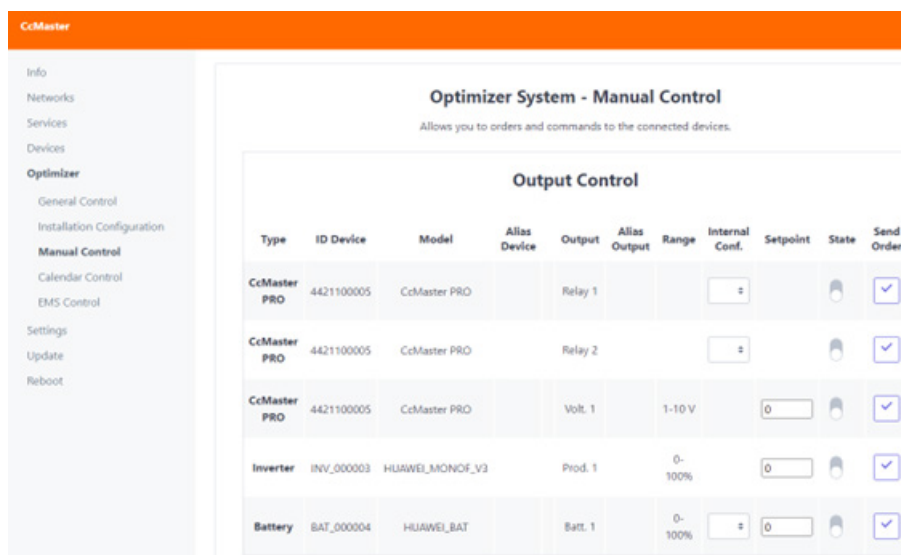 CcMaster
Info
Networks
Services
Devices
Optimizer
General Control
Installation Configuration
Manual Control
Calendar Control
EMS Control
Settings
Update
Reboot
Optimizer System - Manual Control
Allows you to orders and commands to the connected devices.
Output Control
Type ID Device Model Alias Device Output Alias Output Range Internal Conf. Setpoint State Send Order
CcMaster PRO 4421100005 CcMaster PRO Relay 1
CcMaster PRO 4421100005 CcMaster PRO Relay 2
CcMaster PRO 4421100005 CcMaster PRO Volt. 1 1-10 V 0
Inverter INV_000003 HUAWEI_MONOF_V3 Prod. 1 0-100% 0
Battery BAT_000004 HUAWEI_BAT Batt. 1 0-100% 0